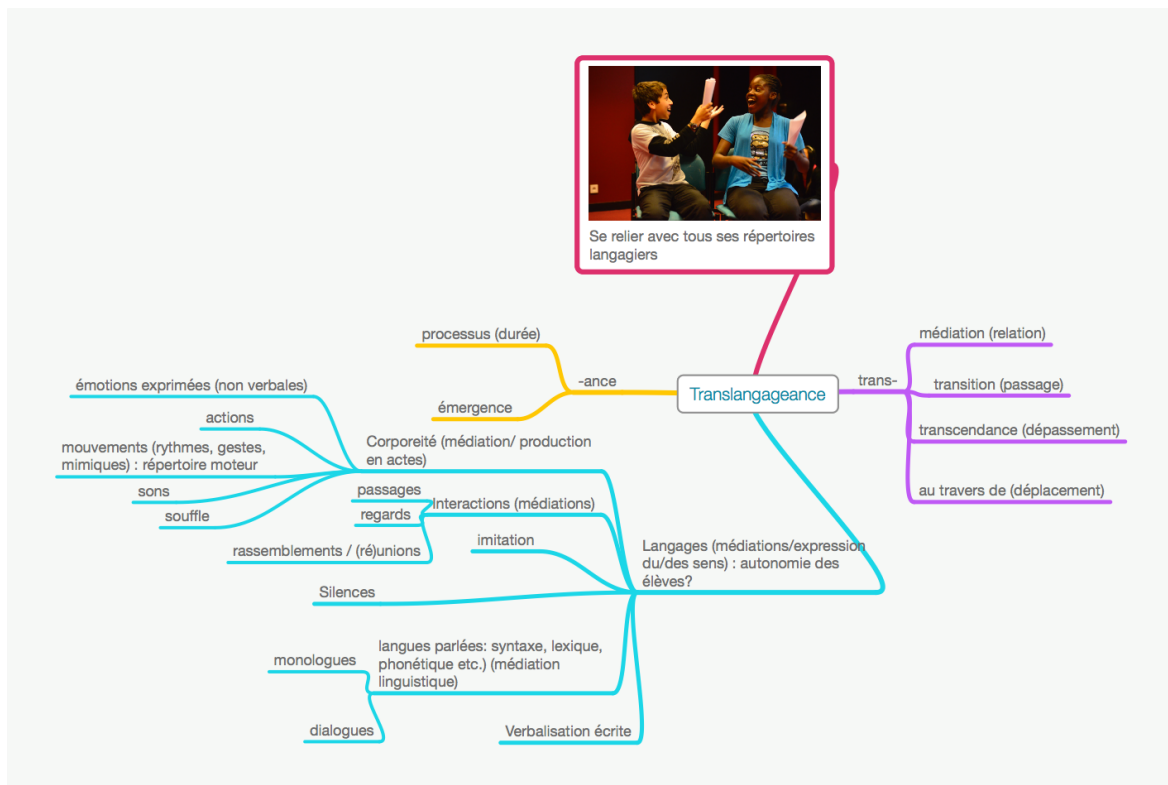 Se relier avec tous ses répertoires
langagiers
Translangageance
trans-
médiation (relation)
transition (passage)
transcendance (dépassement)
au travers de (déplacement)
-ance
processus (durée)
émergence
Langages (médiations/expression
du/des sens) : autonomie des
élèves?
Corporeité (médiation/ production
en actes)
émotions exprimées (non verbales)
actions
mouvements (rythmes, gestes,
mimiques) : répertoire moteur
sons
souffle
Interactions (médiations)
passages
regards
rassemblements / (ré)unions
imitation
Silences
langues parlées: syntaxe, lexique,
phonétique etc.) (médiation
linguistique)
monologues
dialogues
Verbalisation écrite